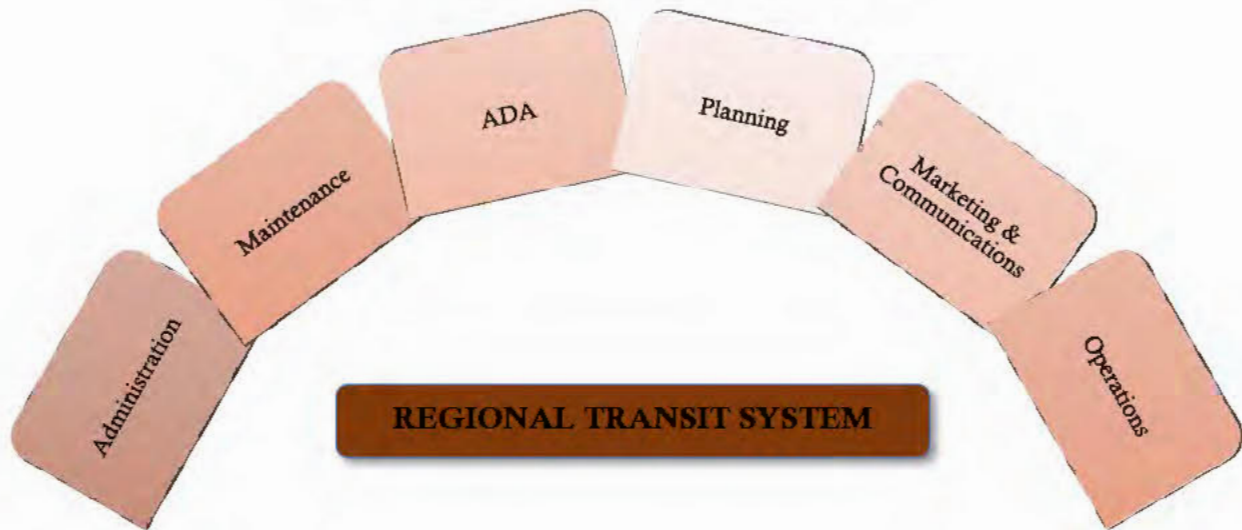 Administration
Maintenance
ADA
Planning
Marketing &
Communications
Operations
REGIONAL TRANSIT SYSTEM